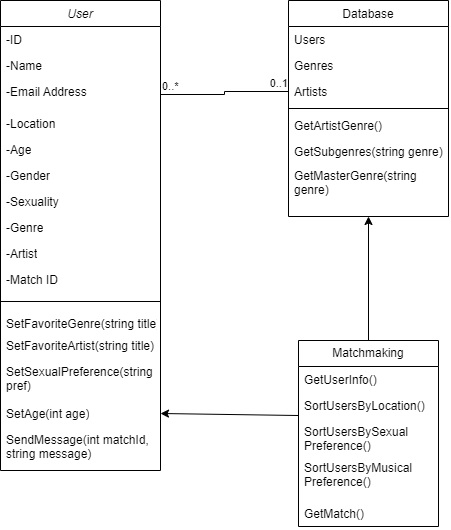 User
-ID
-Name
-Email Address
-Location
-Age
-Gender
-Sexuality
-Genre
-Artist
-Match ID
SetFavoriteGenre(string title
SetFavoriteArtist(string title)
SetSexualPreference(string
pref)
SetAge(int age)
SendMessage(int matchId,
string message)
0..*
0..1
Database
Users
Genres
Artists
GetArtistGenre()
GetSubgenres(string genre)
GetMasterGenre(string
genre)
Matchmaking
GetUserInfo()
SortUsersByLocation()
SortUsersBySexual
Preference()
SortUsersByMusical
Preference()
GetMatch()